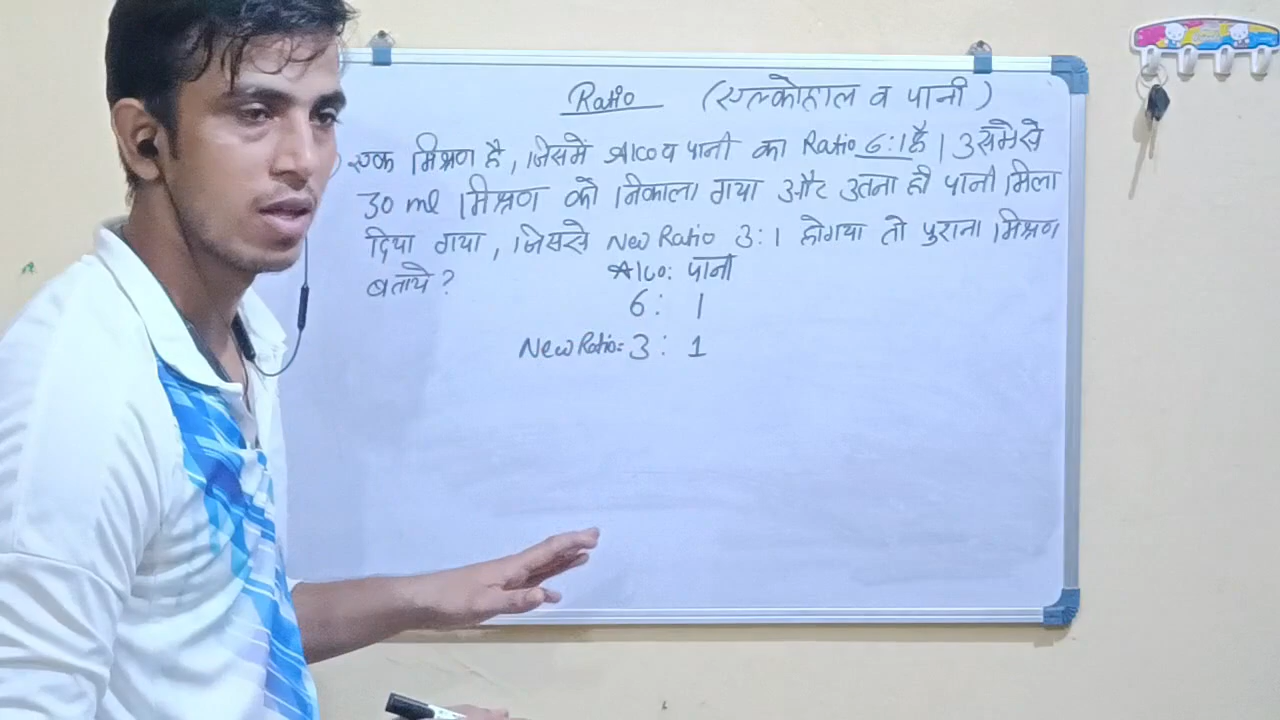 Ratio (एल्कोहाल व पानी)
एक मिश्रण है, जिसमें Alco व पानी का Ratio 6:1 है। उसमें से
30 ml मिश्रण को निकाला गया और उतना ही पानी मिला
दिया गया, जिससे New Ratio 3:1 होगया तो पुराना मिश्रण
बताये?
Alco: पानी
6: 1
New Ratio= 3: 1